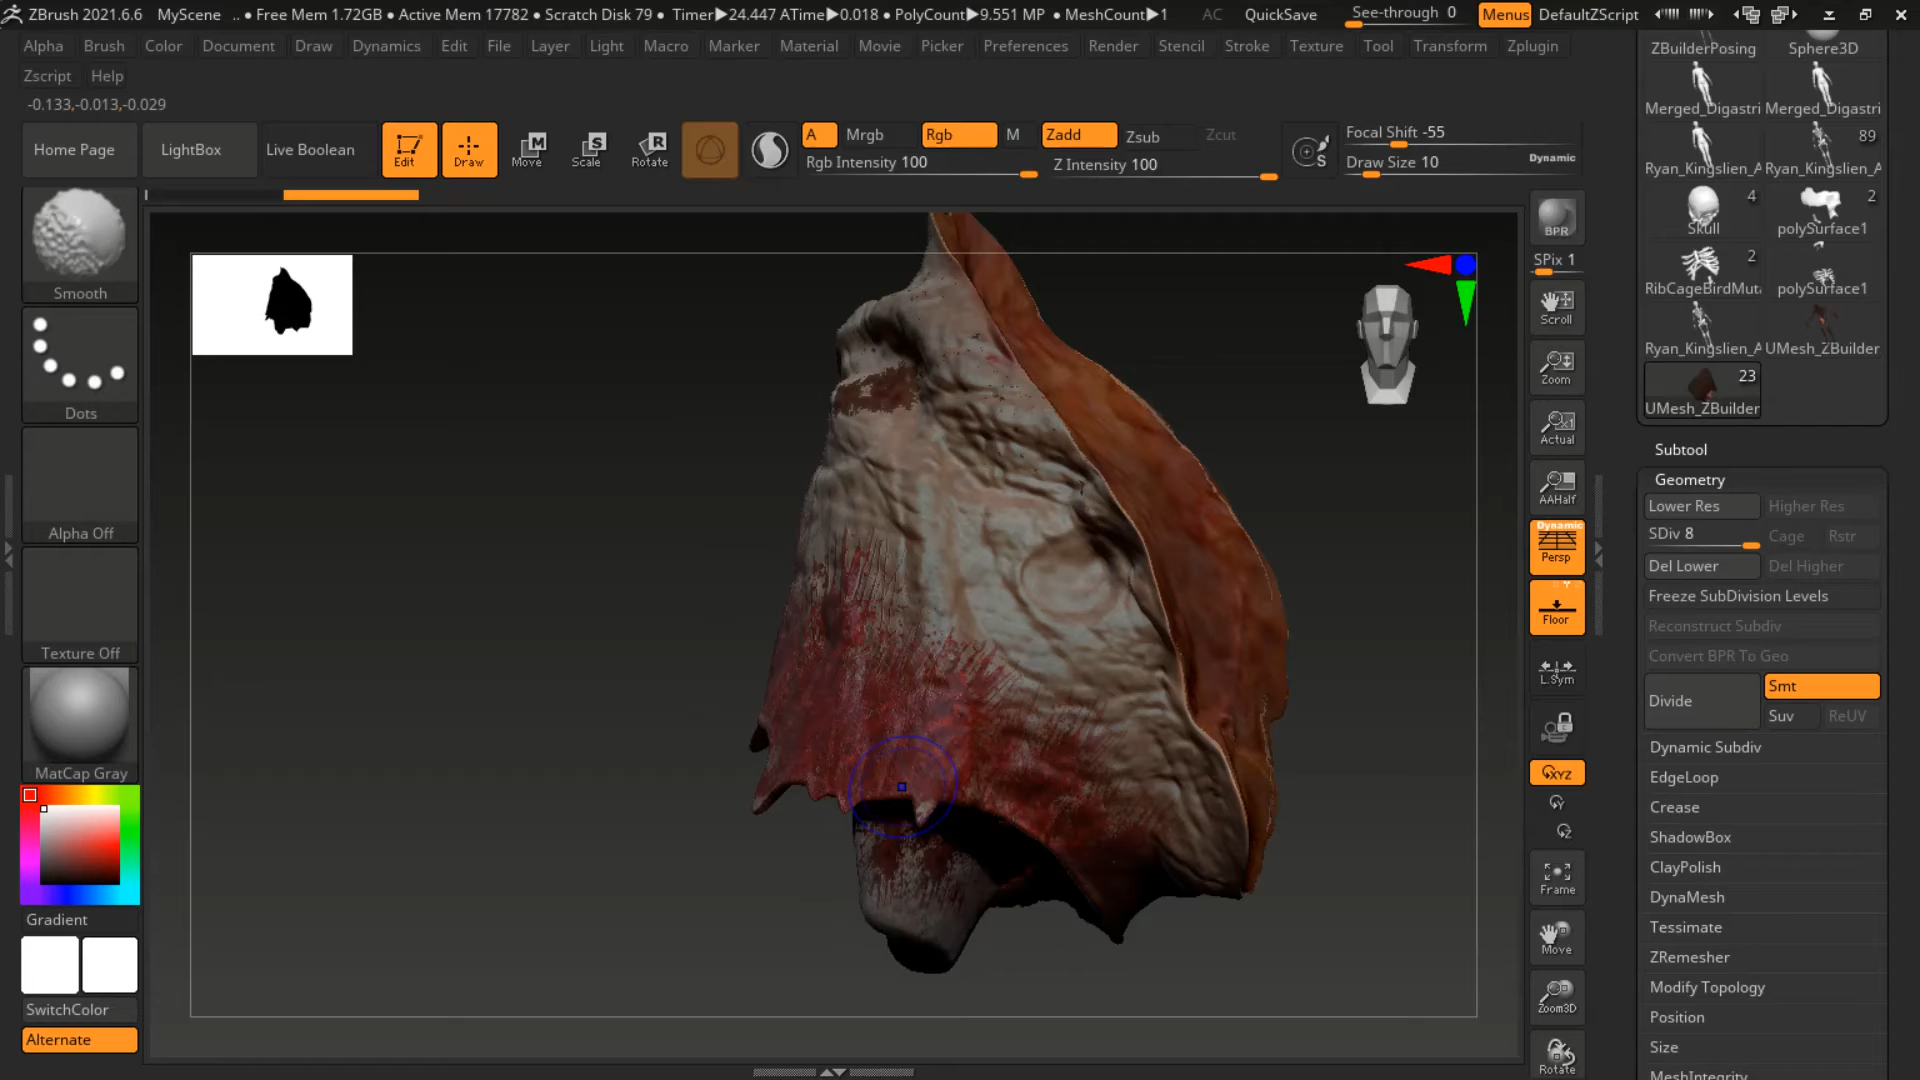 ZBrush 2021.6.6 MyScene .. • Free Mem 1.72GB • Active Mem 17782 • Scratch Disk 79 • Timer▶24.447 ATime▶0.018 • PolyCount▶9.551 MP • MeshCount▶1 AC QuickSave See-through 0 Menus DefaultZScript
Alpha Brush Color Document Draw Dynamics Edit File Layer Light Macro Marker Material Movie Picker Preferences Render Stencil Stroke Texture Tool Transform Zplugin
Zscript Help
-0.133,-0.013,-0.029
Home Page LightBox Live Boolean Edit Draw Move Scale Rotate
A Mrgb Rgb M Zadd Zsub Zcut
Rgb Intensity 100 Z Intensity 100
S
Focal Shift -55
Draw Size 10 Dynamic
Smooth
Dots
Alpha Off
Texture Off
MatCap Gray
Gradient
SwitchColor
Alternate
BPR
SPix 1
Scroll
Zoom
Actual
AAHalf
Dynamic
Persp
Floor
L.Sym
XYZ
Y
Z
Frame
Move
Zoom3D
Rotate
ZBuilderPosing Sphere3D
Merged_Digastri Merged_Digastri
89
Ryan_Kingslien_A Ryan_Kingslien_A
4 2
Skull polySurface1
2
RibCageBirdMuta polySurface1
Ryan_Kingslien_A UMesh_ZBuilder
23
UMesh_ZBuilder
Subtool
Geometry
Lower Res Higher Res
SDiv 8 Cage Rstr
Del Lower Del Higher
Freeze SubDivision Levels
Reconstruct Subdiv
Convert BPR To Geo
Divide Smt
Suv ReUV
Dynamic Subdiv
EdgeLoop
Crease
ShadowBox
ClayPolish
DynaMesh
Tessimate
ZRemesher
Modify Topology
Position
Size
MeshIntegrity